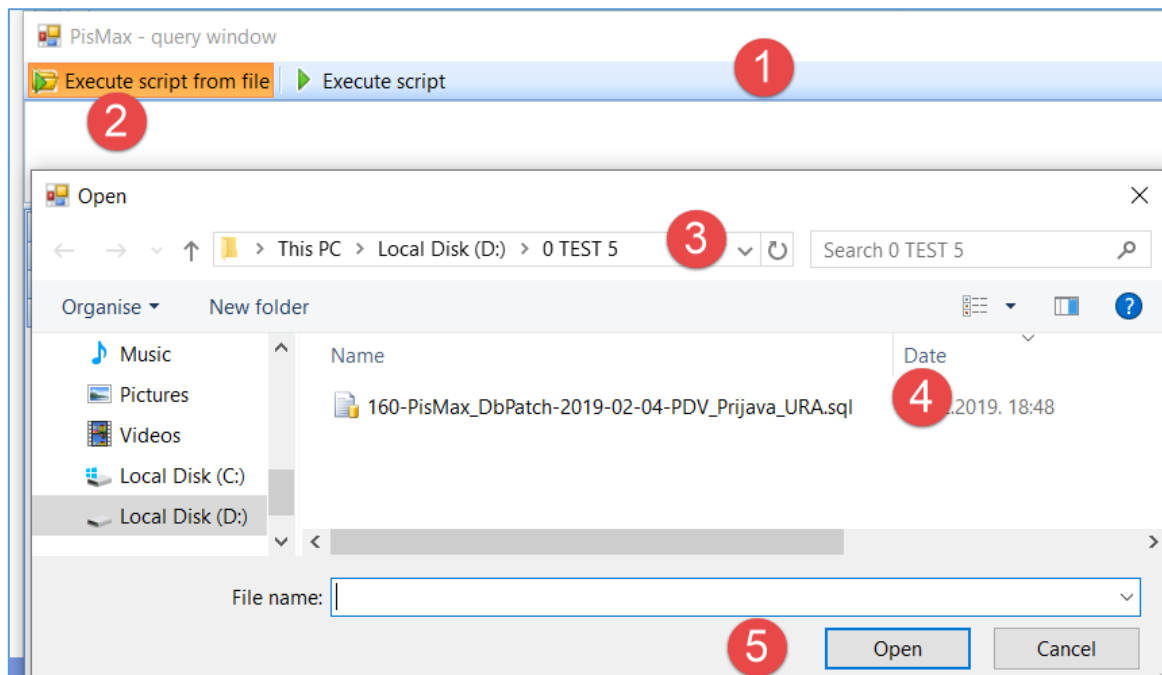 PisMax - query window
Execute script from file Execute script
1
2
Open
This PC > Local Disk (D:) > 0 TEST 5
3
Search 0 TEST 5
Organise New folder
?
Music
Pictures
Videos
Local Disk (C:)
Local Disk (D:)
Name Date
160-PisMax_DbPatch-2019-02-04-PDV_Prijava_URA.sql .2019. 18:48
4
File name:
5
Open Cancel